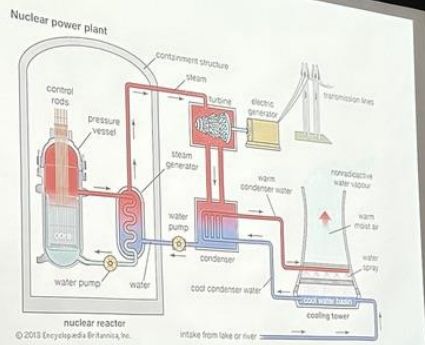 Nuclear power plant
containment structure
steam
control
rods
turbine
electric
generator
transmission lines
pressure
vessel
steam
generator
nonradioactive
water vapour
warm
condenser water
water
pump
warm
moist air
core
condenser
water
spray
water pump
water
cool condenser water
cool water basin
cooling tower
nuclear reactor
© 2013 Encyclopædia Britannica, Inc.
intake from lake or river